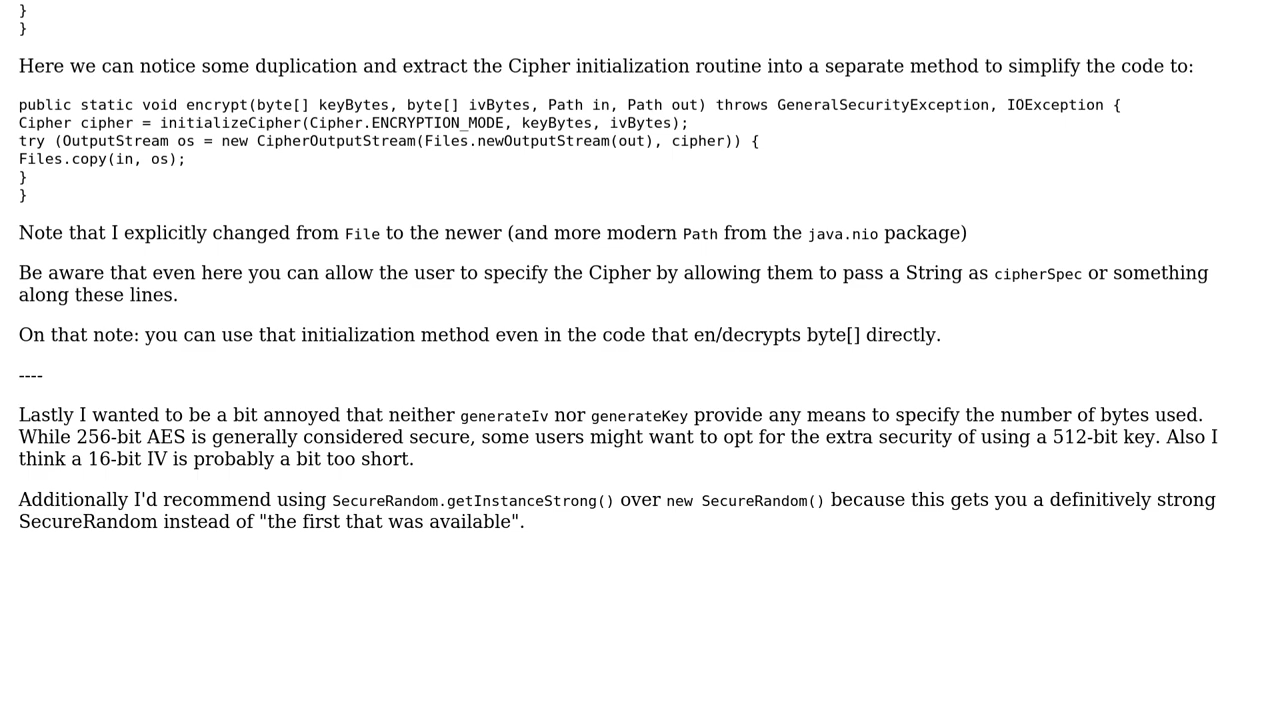 }
}
Here we can notice some duplication and extract the Cipher initialization routine into a separate method to simplify the code to:
public static void encrypt(byte[] keyBytes, byte[] ivBytes, Path in, Path out) throws GeneralSecurityException, IOException {
Cipher cipher = initializeCipher(Cipher.ENCRYPTION_MODE, keyBytes, ivBytes);
try (OutputStream os = new CipherOutputStream(Files.newOutputStream(out), cipher)) {
Files.copy(in, os);
}
}
Note that I explicitly changed from File to the newer (and more modern Path from the java.nio package)
Be aware that even here you can allow the user to specify the Cipher by allowing them to pass a String as cipherSpec or something
along these lines.
On that note: you can use that initialization method even in the code that en/decrypts byte[] directly.
----
Lastly I wanted to be a bit annoyed that neither generateIv nor generateKey provide any means to specify the number of bytes used.
While 256-bit AES is generally considered secure, some users might want to opt for the extra security of using a 512-bit key. Also I
think a 16-bit IV is probably a bit too short.
Additionally I'd recommend using SecureRandom.getInstanceStrong() over new SecureRandom() because this gets you a definitively strong
SecureRandom instead of "the first that was available".